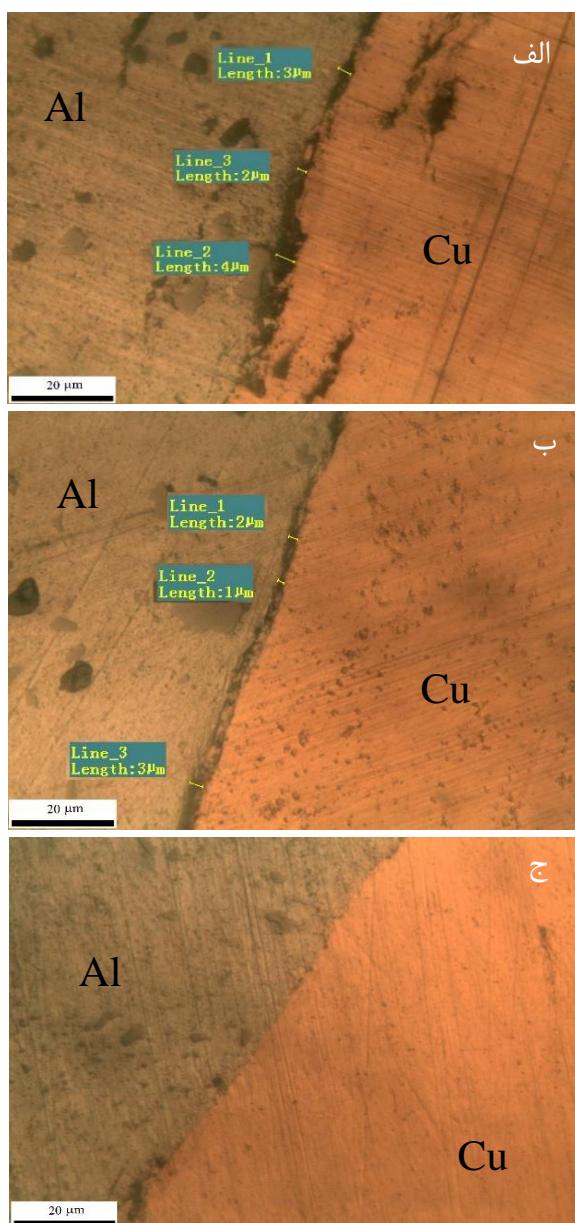 الف
Line_1
Length:3µm
Al
Line_3
Length:2µm
Line_2
Length:4µm
Cu
20 µm
ب
Al
Line_1
Length:2µm
Line_2
Length:1µm
Cu
Line_3
Length:3µm
20 µm
ج
Al
Cu
20 µm